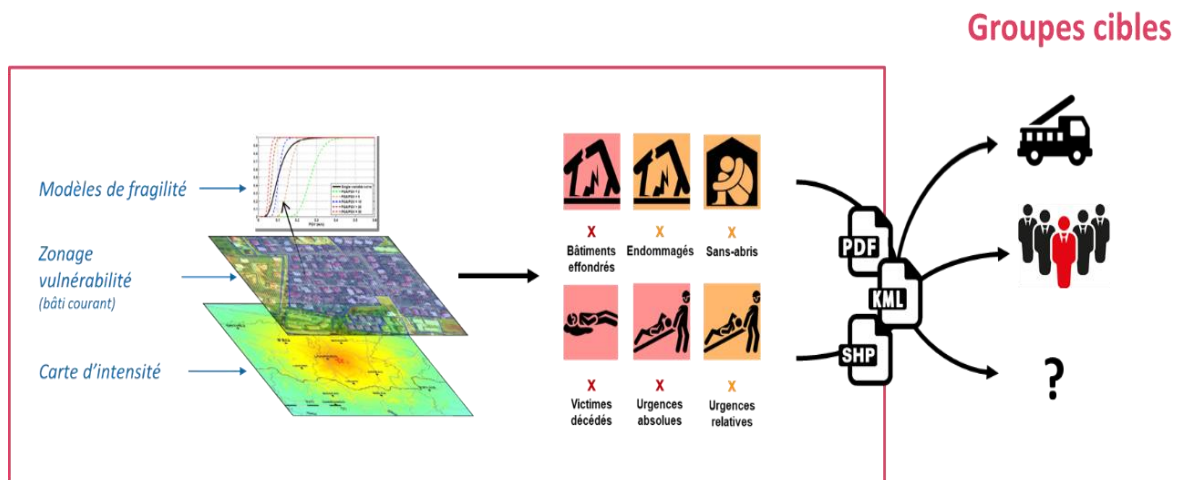 Groupes cibles
Modèles de fragilité
Zonage
vulnérabilité
(bâti courant)
Carte d'intensité
X
X
X
Bâtiments
effondrés
Endommagés
Sans-abris
X
X
X
Victimes
décédés
Urgences
absolues
Urgences
relatives
PDF
KML
SHP
?